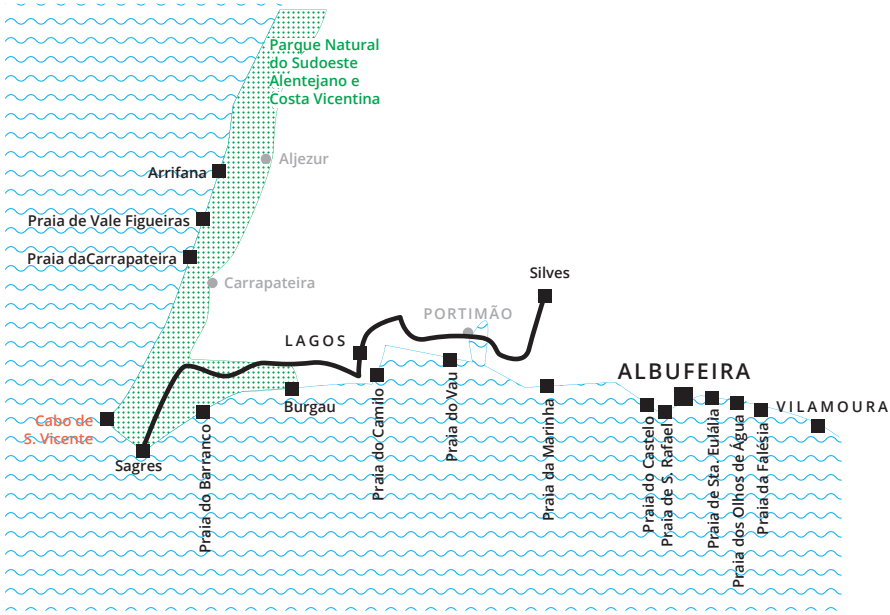 Parque Natural
do Sudoeste
Alentejano e
Costa Vicentina
Aljezur
Arrifana
Praia de Vale Figueiras
Praia daCarrapateira
Carrapateira
Silves
PORTIMÃO
LAGOS
ALBUFEIRA
Burgau
VILAMOURA
Cabo de
S. Vicente
Sagres
Praia do Barranco
Praia do Camilo
Praia do Vau
Praia da Marinha
Praia do Castelo
Praia de S. Rafael
Praia de Sta. Eulália
Praia dos Olhos de Água
Praia da Falésia